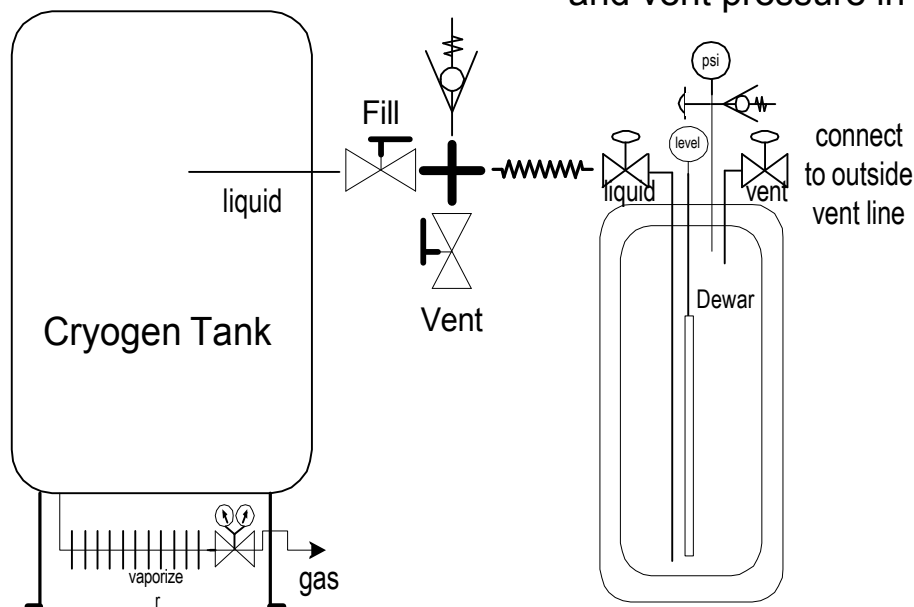 and vent pressure in
psi
Fill
level
connect
to outside
vent line
liquid
liquid
vent
Dewar
Vent
Cryogen Tank
vaporize
r
gas